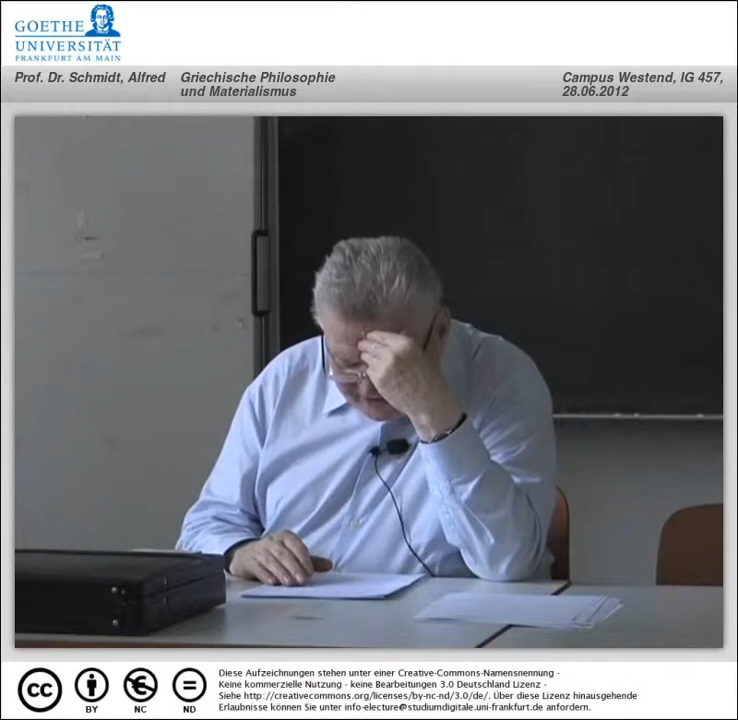 GOETHE
UNIVERSITÄT
FRANKFURT AM MAIN
Prof. Dr. Schmidt, Alfred
Griechische Philosophie
und Materialismus
Campus Westend, IG 457,
28.06.2012
cc
BY
NC
ND
Diese Aufzeichnungen stehen unter einer Creative-Commons-Namensnennung -
Keine kommerzielle Nutzung - keine Bearbeitungen 3.0 Deutschland Lizenz -
Siehe http://creativecommons.org/licenses/by-nc-nd/3.0/de/. Über diese Lizenz hinausgehende
Erlaubnisse können Sie unter info-electure@studiumdigitale.uni-frankfurt.de anfordern.